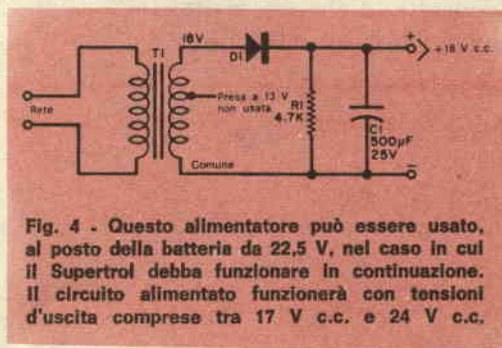 T1
18V
D1
+
+18 V c.c.
Rete
Presa a 13 V
non usata
R1
4.7K
C1
500µF
25V
Comune
−
Fig. 4 - Questo alimentatore può essere usato,
al posto della batteria da 22,5 V, nel caso in cui
il Supertrol debba funzionare in continuazione.
Il circuito alimentato funzionerà con tensioni
d'uscita comprese tra 17 V c.c. e 24 V c.c.